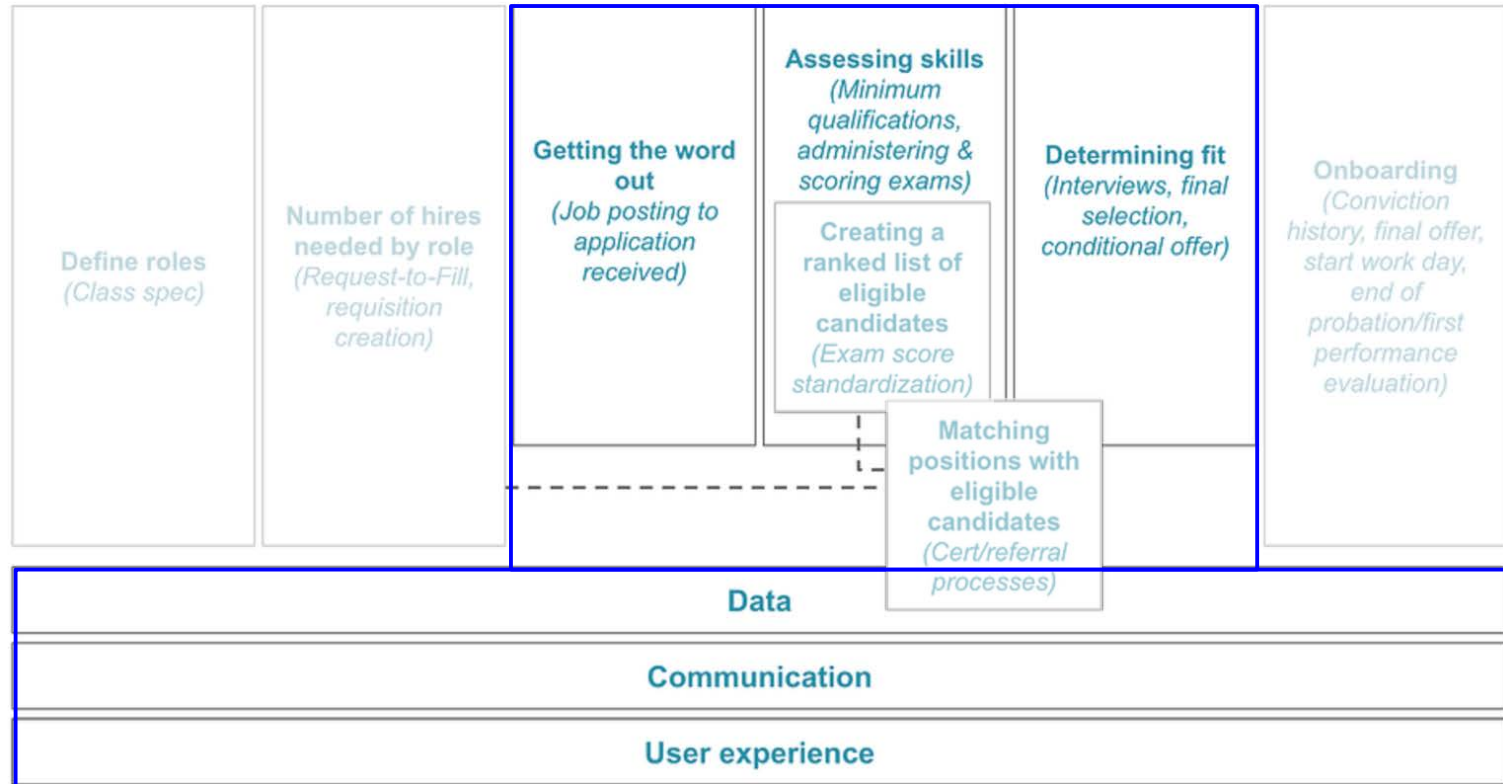 Define roles
(Class spec)
Number of hires
needed by role
(Request-to-Fill,
requisition
creation)
Getting the word
out
(Job posting to
application
received)
Assessing skills
(Minimum
qualifications,
administering &
scoring exams)
Creating a
ranked list of
eligible
candidates
(Exam score
standardization)
Matching
positions with
eligible
candidates
(Cert/referral
processes)
Determining fit
(Interviews, final
selection,
conditional offer)
Onboarding
(Conviction
history, final offer,
start work day,
end of
probation/first
performance
evaluation)
Data
Communication
User experience